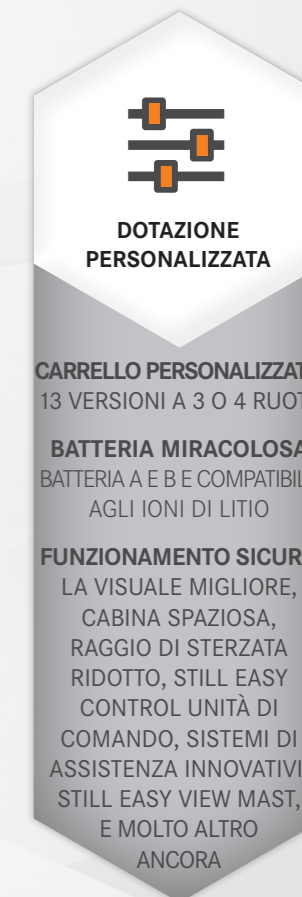 DOTAZIONE
PERSONALIZZATA
CARRELLO PERSONALIZZAT
13 VERSIONI A 3 O 4 RUOT
BATTERIA MIRACOLOSA
BATTERIA A E B E COMPATIBIL
AGLI IONI DI LITIO
FUNZIONAMENTO SICUR
LA VISUALE MIGLIORE,
CABINA SPAZIOSA,
RAGGIO DI STERZATA
RIDOTTO, STILL EASY
CONTROL UNITÀ DI
COMANDO, SISTEMI DI
ASSISTENZA INNOVATIVI
STILL EASY VIEW MAST,
E MOLTO ALTRO
ANCORA